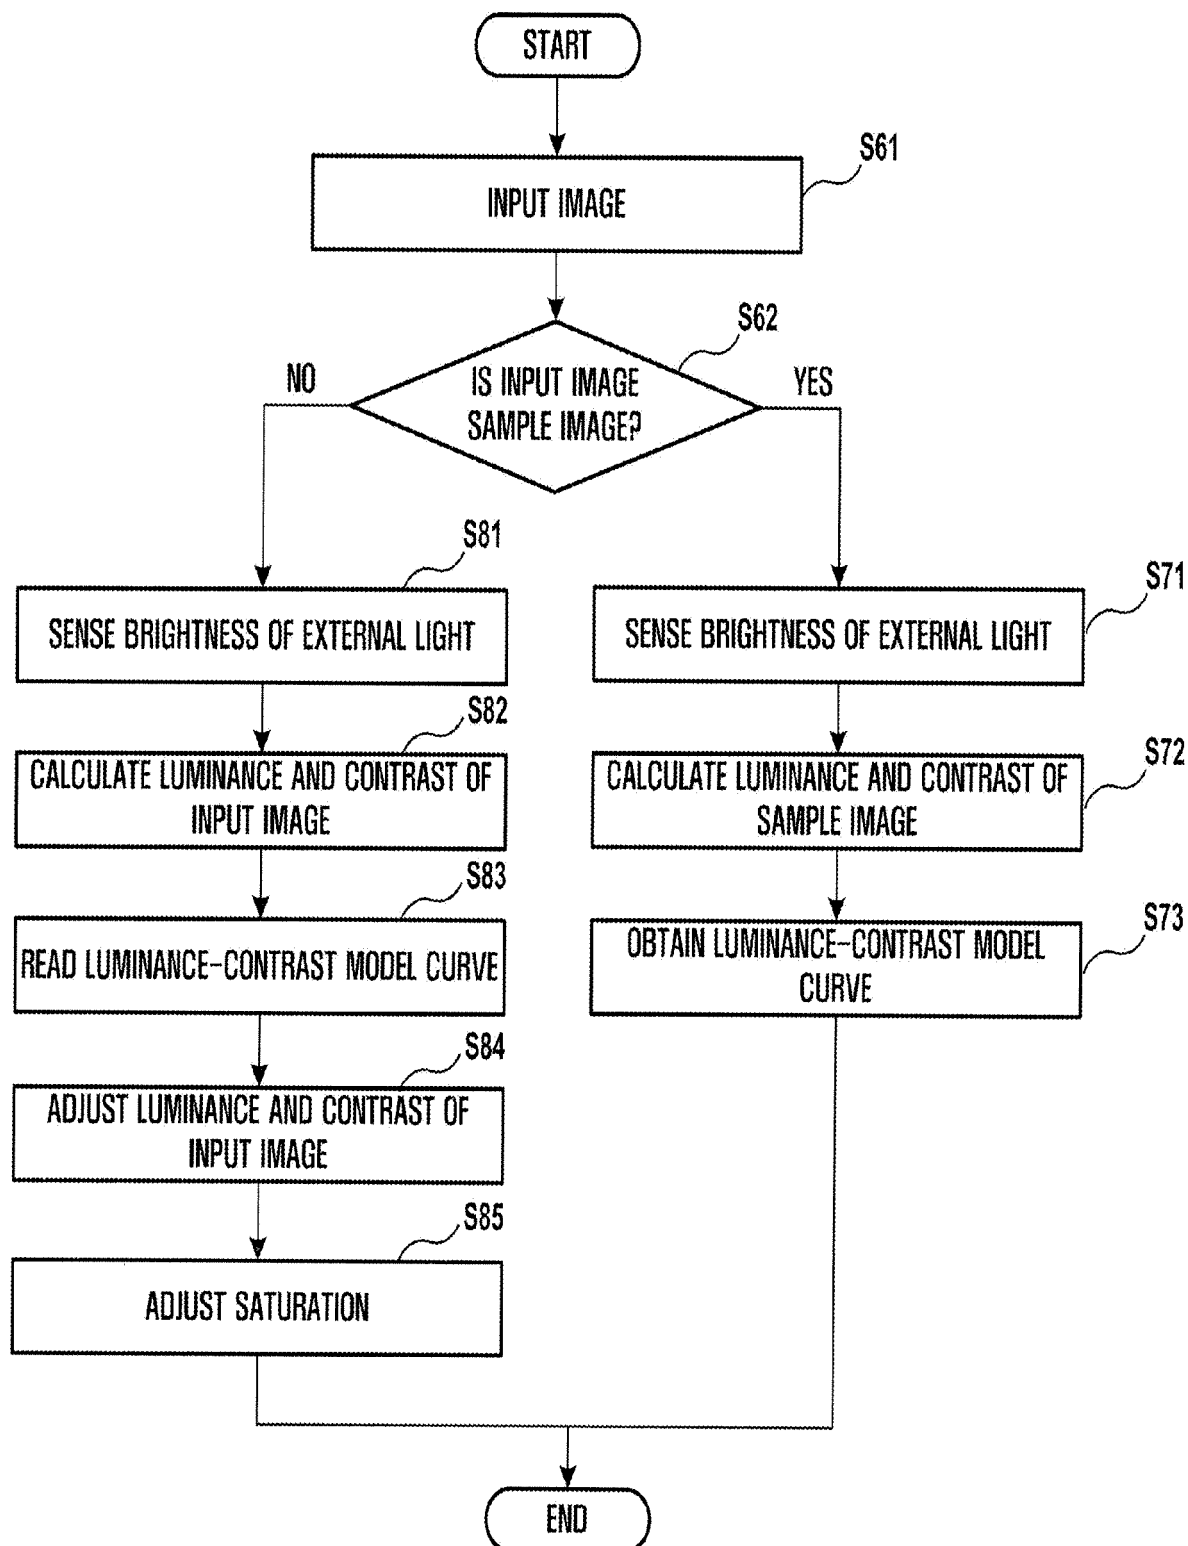 START
S61
INPUT IMAGE
S62
NO
IS INPUT IMAGE
SAMPLE IMAGE?
YES
S81
SENSE BRIGHTNESS OF EXTERNAL LIGHT
S82
CALCULATE LUMINANCE AND CONTRAST OF
INPUT IMAGE
S83
READ LUMINANCE-CONTRAST MODEL CURVE
S84
ADJUST LUMINANCE AND CONTRAST OF
INPUT IMAGE
S85
ADJUST SATURATION
S71
SENSE BRIGHTNESS OF EXTERNAL LIGHT
S72
CALCULATE LUMINANCE AND CONTRAST OF
SAMPLE IMAGE
S73
OBTAIN LUMINANCE-CONTRAST MODEL
CURVE
END